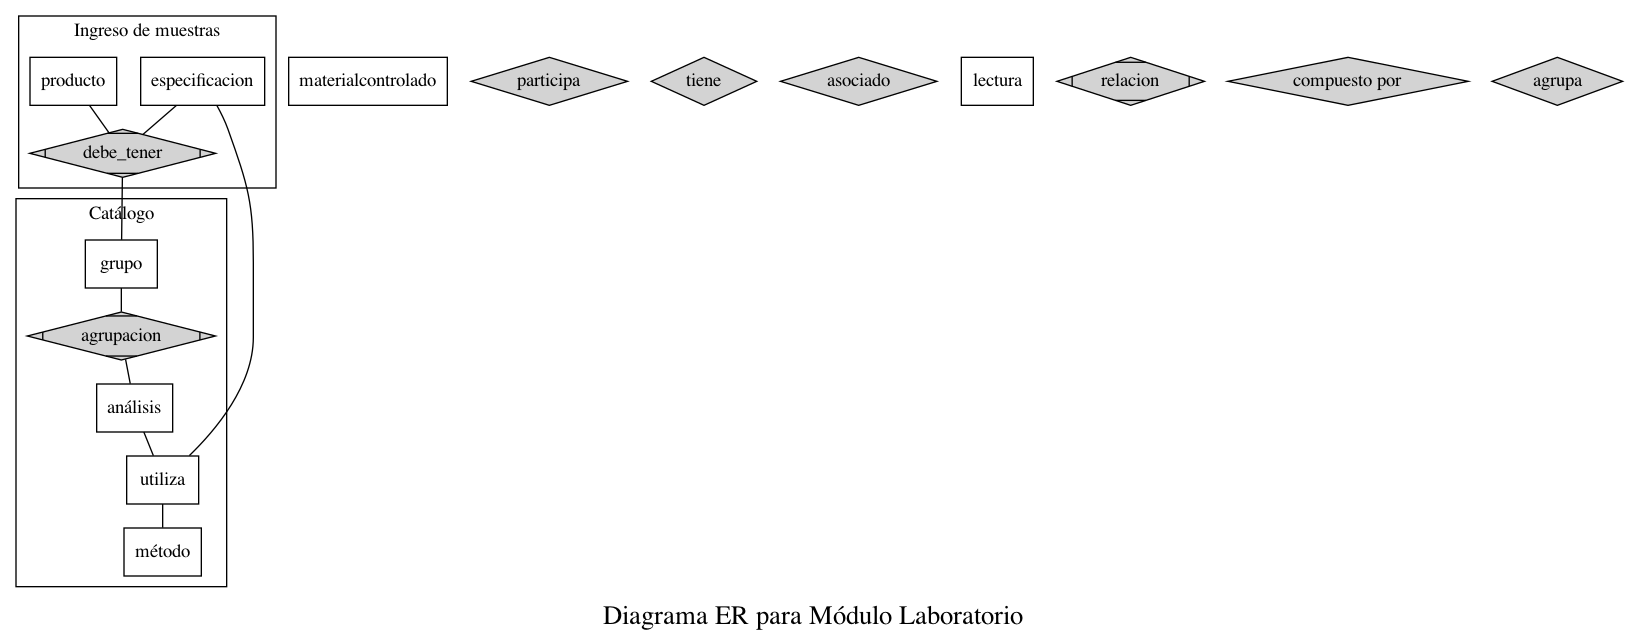 Ingreso de muestras
producto
especificacion
materialcontrolado
participa
tiene
asociado
lectura
relacion
compuesto por
agrupa
debe_tener
Catálogo
grupo
agrupacion
análisis
utiliza
método
Diagrama ER para Módulo Laboratorio